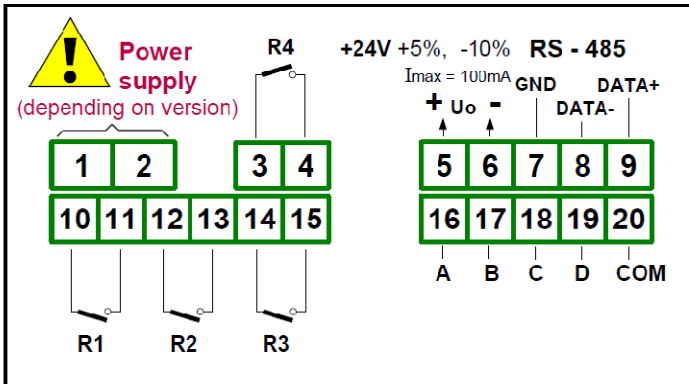 !
Power
supply
(depending on version)
R4
+24V +5%, -10% RS - 485
Imax = 100mA
GND
DATA+
+ Uo -
DATA-
1 2 3 4 5 6 7 8 9
10 11 12 13 14 15 16 17 18 19 20
A B C D COM
R1 R2 R3